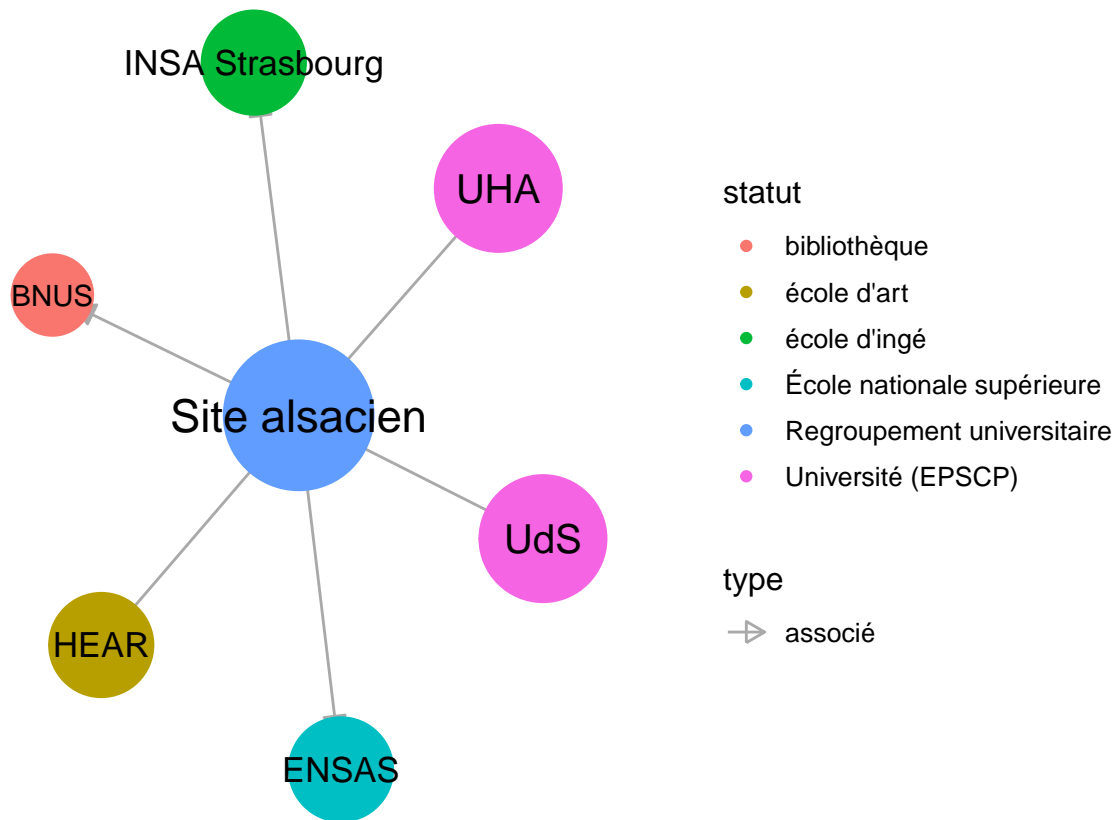 INSA Strasbourg
UHA
BNUS
Site alsacien
UdS
HEAR
ENSAS
statut
bibliothèque
école d'art
école d'ingé
École nationale supérieure
Regroupement universitaire
Université (EPSCP)
type
associé